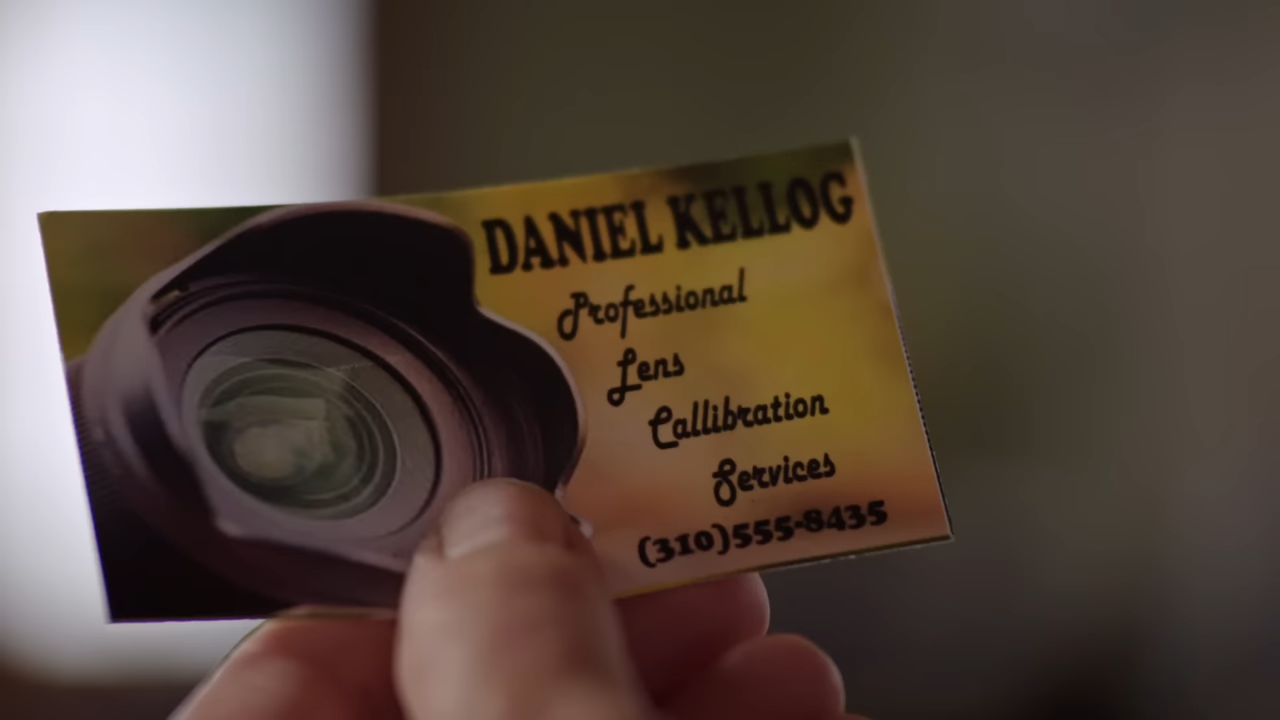 DANIEL KELLOG
Professional
Lens
Callibration
Services
(310)555-8435